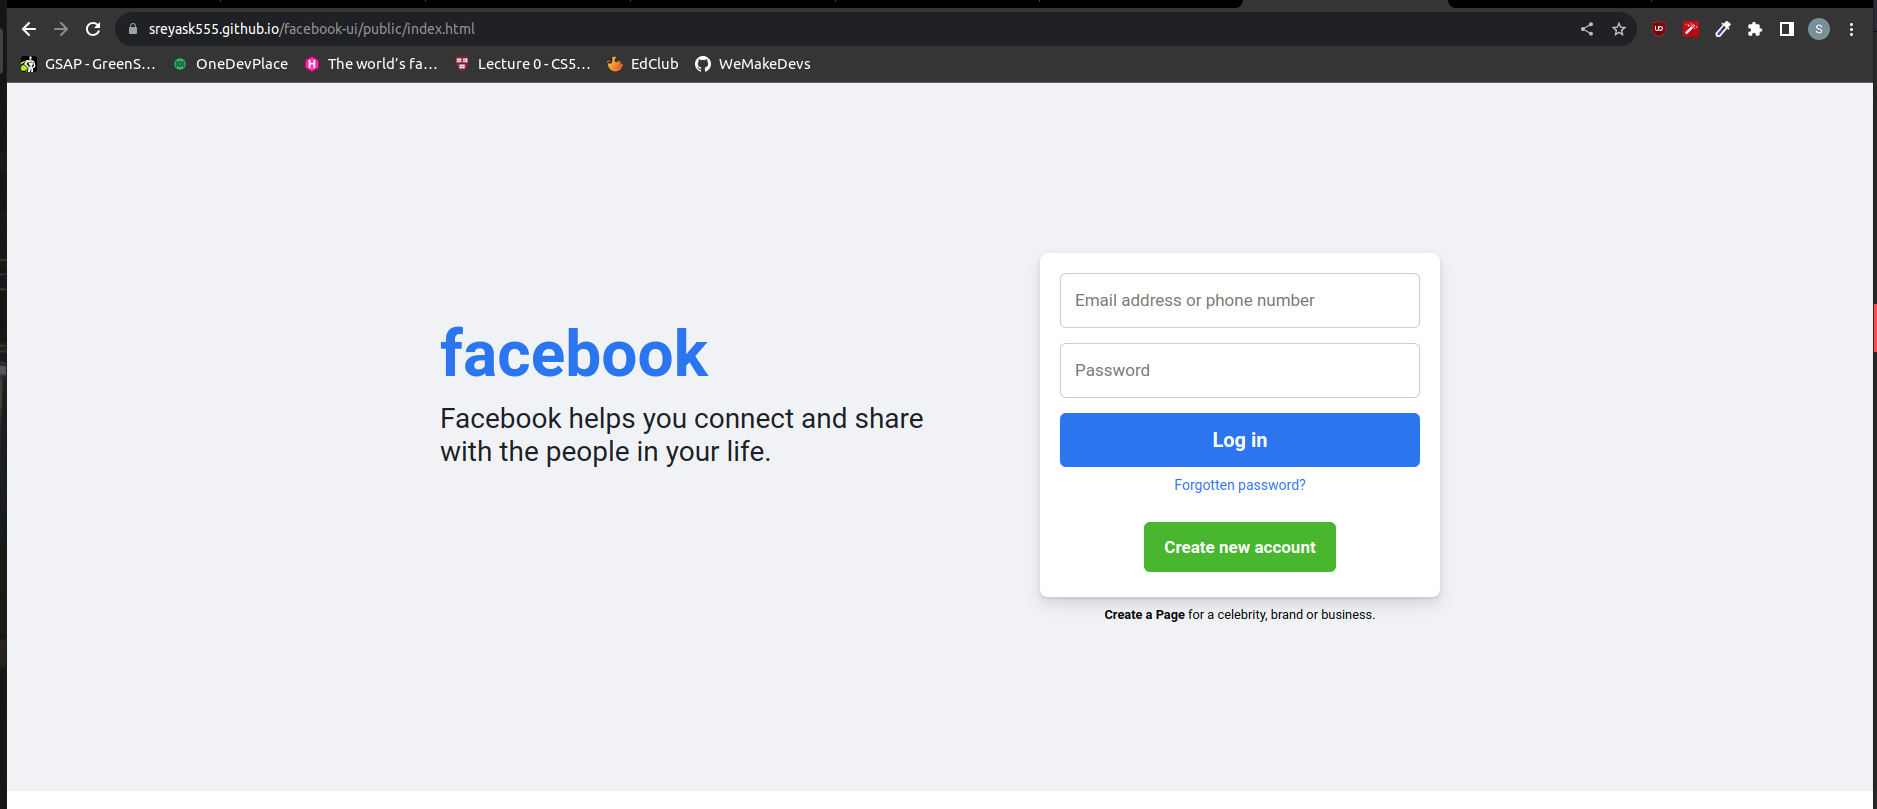 sreyask555.github.io/facebook-ui/public/index.html
S
GSAP - GreenS... OneDevPlace The world's fa... Lecture 0 - CS5... EdClub WeMakeDevs
Email address or phone number
facebook
Password
Facebook helps you connect and share
with the people in your life.
Log in
Forgotten password?
Create new account
Create a Page for a celebrity, brand or business.